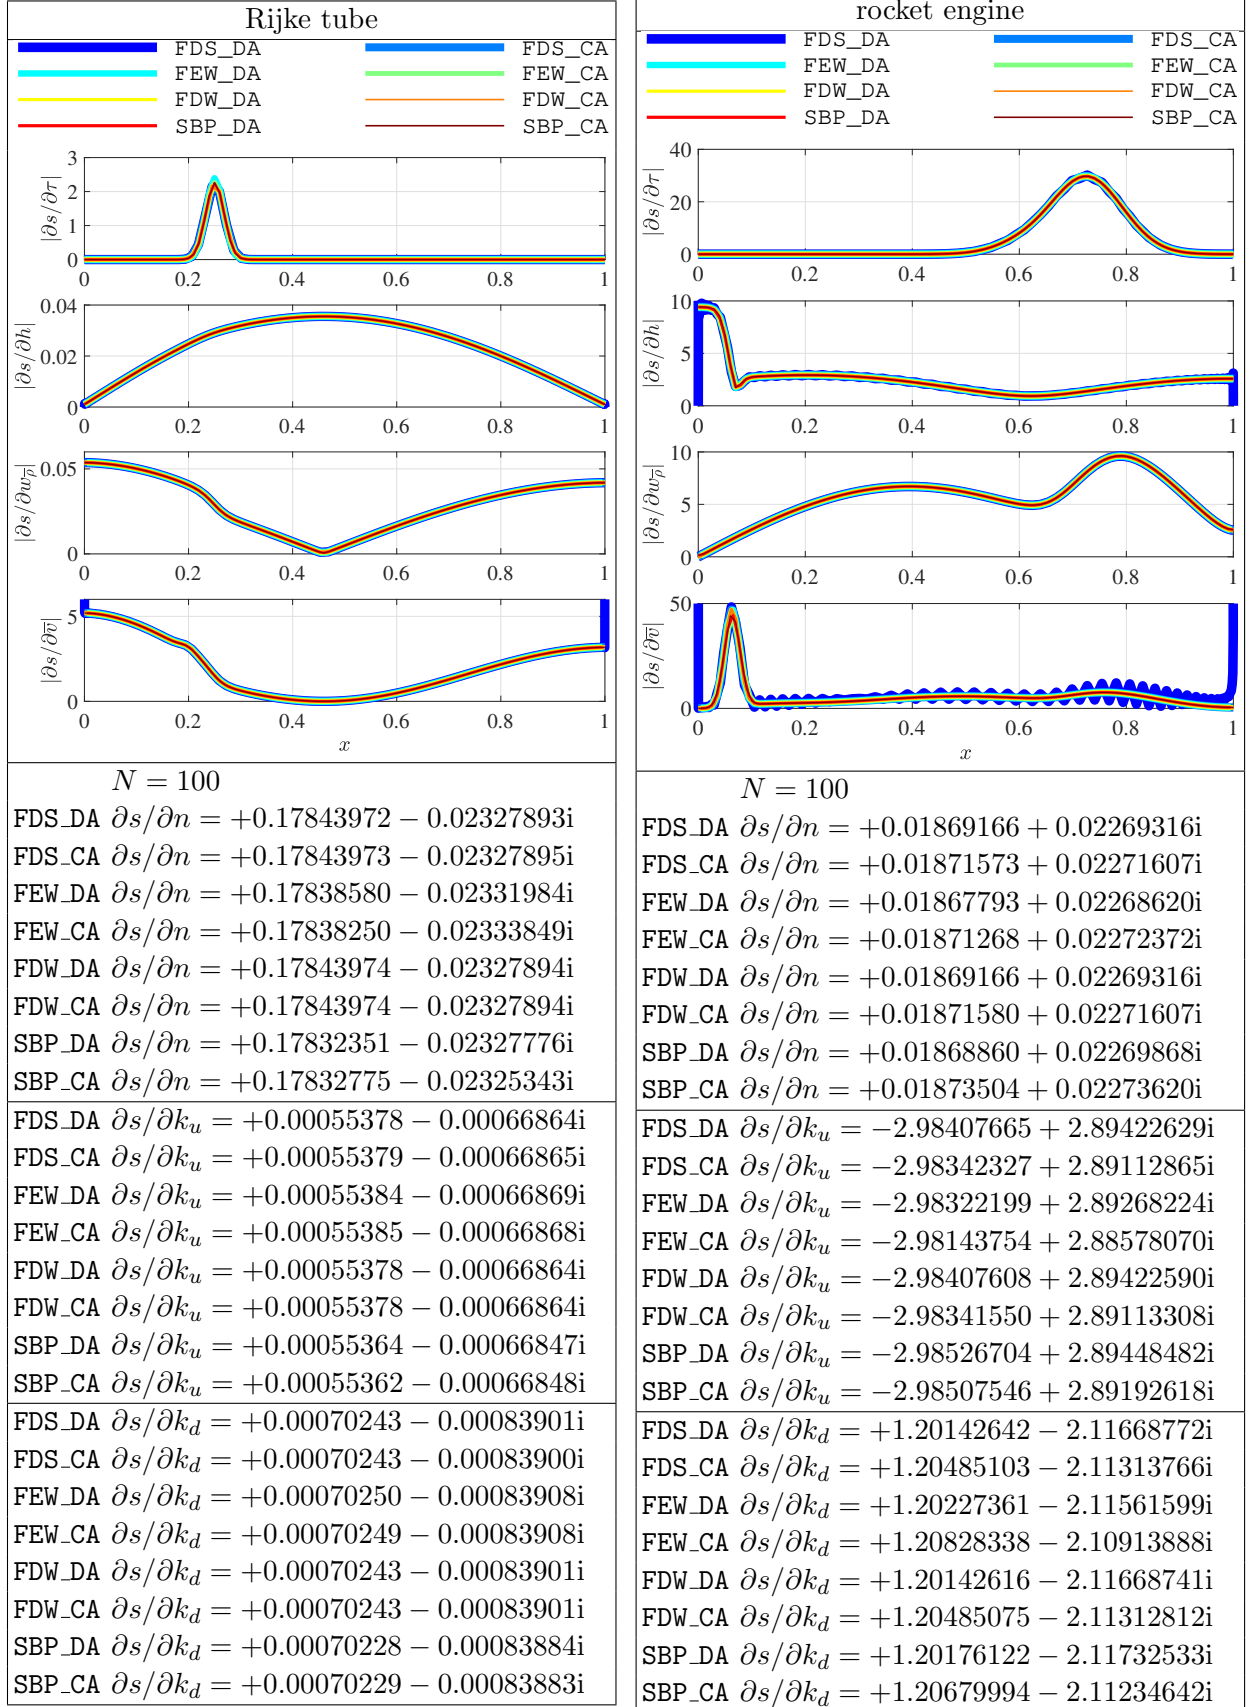 Rijke tube
FDS_DA FDS_CA
FEW_DA FEW_CA
FDW_DA FDW_CA
SBP_DA SBP_CA
|∂s/∂τ|
3
2
1
0
0 0.2 0.4 0.6 0.8 1
|∂s/∂h|
0.04
0.02
0
0 0.2 0.4 0.6 0.8 1
|∂s/∂w_ρ̄|
0.05
0
0 0.2 0.4 0.6 0.8 1
|∂s/∂v̄|
5
0
0 0.2 0.4 0.6 0.8 1
x
N = 100
FDS_DA ∂s/∂n = +0.17843972 − 0.02327893i
FDS_CA ∂s/∂n = +0.17843973 − 0.02327895i
FEW_DA ∂s/∂n = +0.17838580 − 0.02331984i
FEW_CA ∂s/∂n = +0.17838250 − 0.02333849i
FDW_DA ∂s/∂n = +0.17843974 − 0.02327894i
FDW_CA ∂s/∂n = +0.17843974 − 0.02327894i
SBP_DA ∂s/∂n = +0.17832351 − 0.02327776i
SBP_CA ∂s/∂n = +0.17832775 − 0.02325343i
FDS_DA ∂s/∂k_u = +0.00055378 − 0.00066864i
FDS_CA ∂s/∂k_u = +0.00055379 − 0.00066865i
FEW_DA ∂s/∂k_u = +0.00055384 − 0.00066869i
FEW_CA ∂s/∂k_u = +0.00055385 − 0.00066868i
FDW_DA ∂s/∂k_u = +0.00055378 − 0.00066864i
FDW_CA ∂s/∂k_u = +0.00055378 − 0.00066864i
SBP_DA ∂s/∂k_u = +0.00055364 − 0.00066847i
SBP_CA ∂s/∂k_u = +0.00055362 − 0.00066848i
FDS_DA ∂s/∂k_d = +0.00070243 − 0.00083901i
FDS_CA ∂s/∂k_d = +0.00070243 − 0.00083900i
FEW_DA ∂s/∂k_d = +0.00070250 − 0.00083908i
FEW_CA ∂s/∂k_d = +0.00070249 − 0.00083908i
FDW_DA ∂s/∂k_d = +0.00070243 − 0.00083901i
FDW_CA ∂s/∂k_d = +0.00070243 − 0.00083901i
SBP_DA ∂s/∂k_d = +0.00070228 − 0.00083884i
SBP_CA ∂s/∂k_d = +0.00070229 − 0.00083883i
rocket engine
FDS_DA FDS_CA
FEW_DA FEW_CA
FDW_DA FDW_CA
SBP_DA SBP_CA
|∂s/∂τ|
40
20
0
0 0.2 0.4 0.6 0.8 1
|∂s/∂h|
10
5
0
0 0.2 0.4 0.6 0.8 1
|∂s/∂w_ρ̄|
10
5
0
0 0.2 0.4 0.6 0.8 1
|∂s/∂v̄|
50
0
0 0.2 0.4 0.6 0.8 1
x
N = 100
FDS_DA ∂s/∂n = +0.01869166 + 0.02269316i
FDS_CA ∂s/∂n = +0.01871573 + 0.02271607i
FEW_DA ∂s/∂n = +0.01867793 + 0.02268620i
FEW_CA ∂s/∂n = +0.01871268 + 0.02272372i
FDW_DA ∂s/∂n = +0.01869166 + 0.02269316i
FDW_CA ∂s/∂n = +0.01871580 + 0.02271607i
SBP_DA ∂s/∂n = +0.01868860 + 0.02269868i
SBP_CA ∂s/∂n = +0.01873504 + 0.02273620i
FDS_DA ∂s/∂k_u = −2.98407665 + 2.89422629i
FDS_CA ∂s/∂k_u = −2.98342327 + 2.89112865i
FEW_DA ∂s/∂k_u = −2.98322199 + 2.89268224i
FEW_CA ∂s/∂k_u = −2.98143754 + 2.88578070i
FDW_DA ∂s/∂k_u = −2.98407608 + 2.89422590i
FDW_CA ∂s/∂k_u = −2.98341550 + 2.89113308i
SBP_DA ∂s/∂k_u = −2.98526704 + 2.89448482i
SBP_CA ∂s/∂k_u = −2.98507546 + 2.89192618i
FDS_DA ∂s/∂k_d = +1.20142642 − 2.11668772i
FDS_CA ∂s/∂k_d = +1.20485103 − 2.11313766i
FEW_DA ∂s/∂k_d = +1.20227361 − 2.11561599i
FEW_CA ∂s/∂k_d = +1.20828338 − 2.10913888i
FDW_DA ∂s/∂k_d = +1.20142616 − 2.11668741i
FDW_CA ∂s/∂k_d = +1.20485075 − 2.11312812i
SBP_DA ∂s/∂k_d = +1.20176122 − 2.11732533i
SBP_CA ∂s/∂k_d = +1.20679994 − 2.11234642i